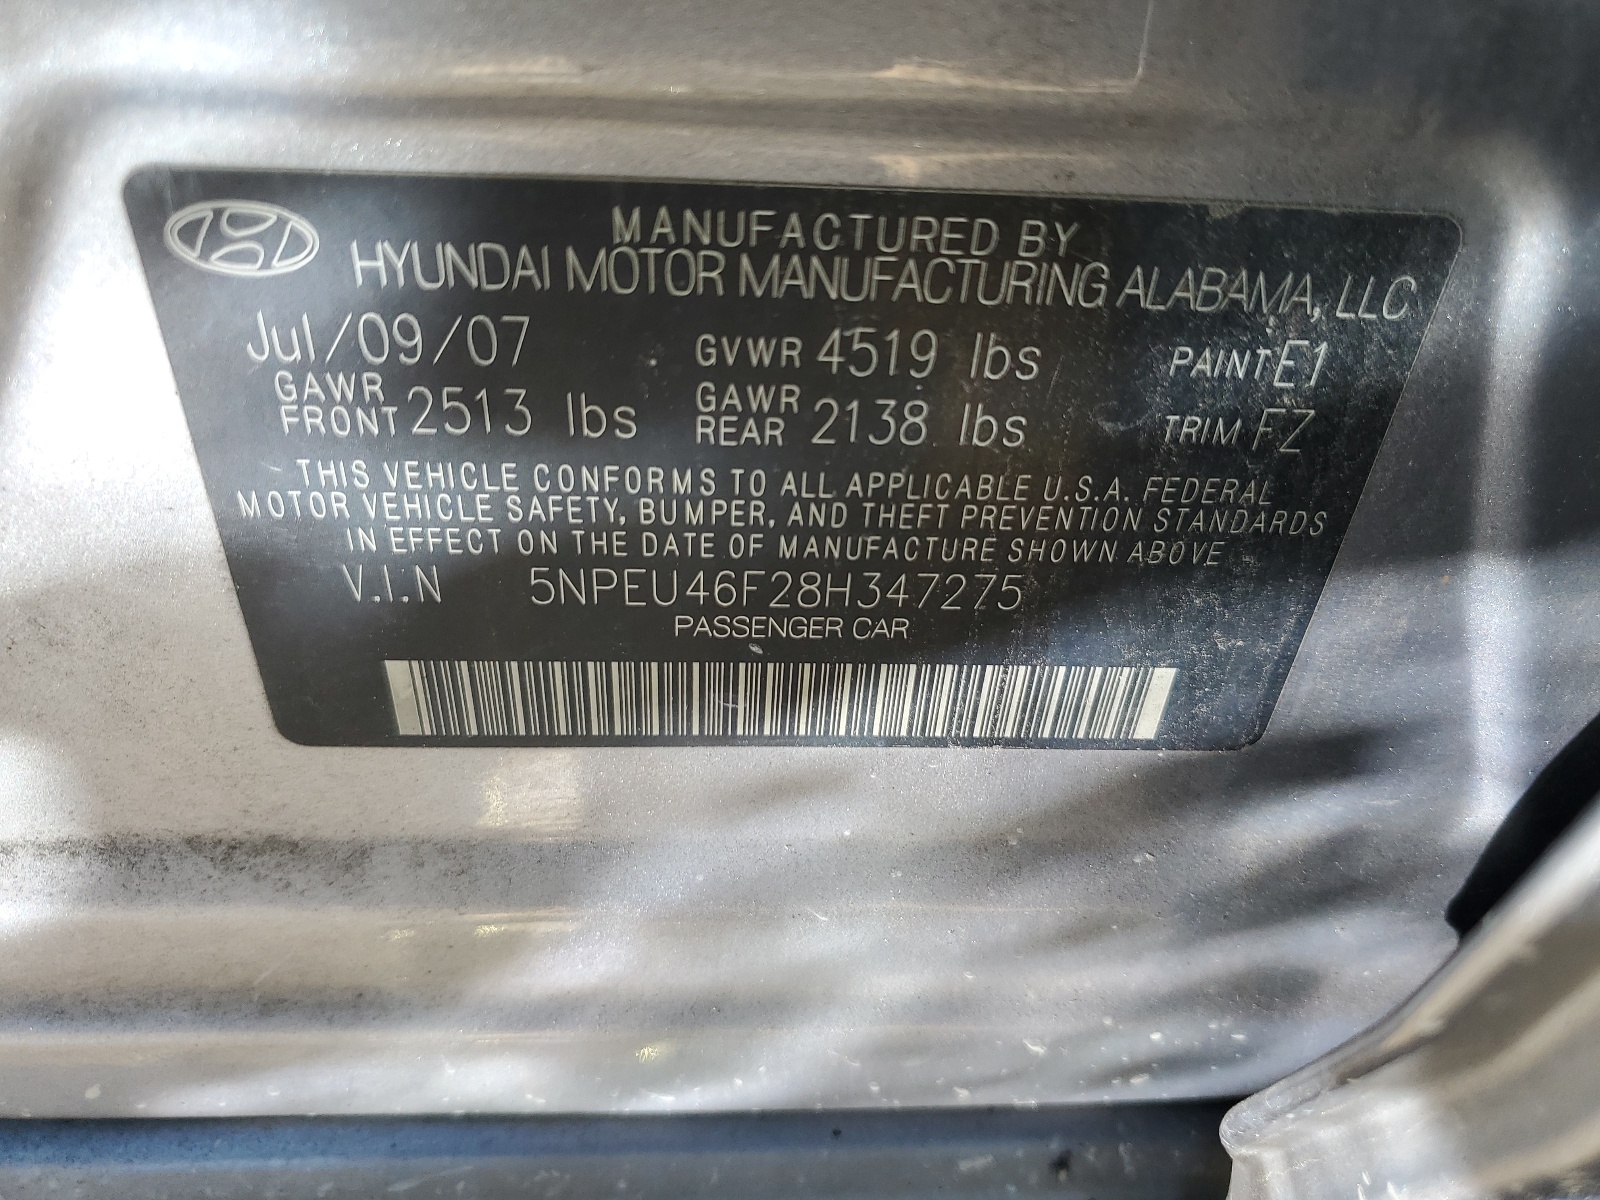 MANUFACTURED BY
HYUNDAI MOTOR MANUFACTURING ALABAMA, LLC
Jul/09/07 GVWR 4519 lbs PAINT E1
GAWR FRONT 2513 lbs GAWR REAR 2138 lbs TRIM FZ
THIS VEHICLE CONFORMS TO ALL APPLICABLE U.S.A. FEDERAL
MOTOR VEHICLE SAFETY, BUMPER, AND THEFT PREVENTION STANDARDS
IN EFFECT ON THE DATE OF MANUFACTURE SHOWN ABOVE
V.I.N 5NPEU46F28H347275
PASSENGER CAR